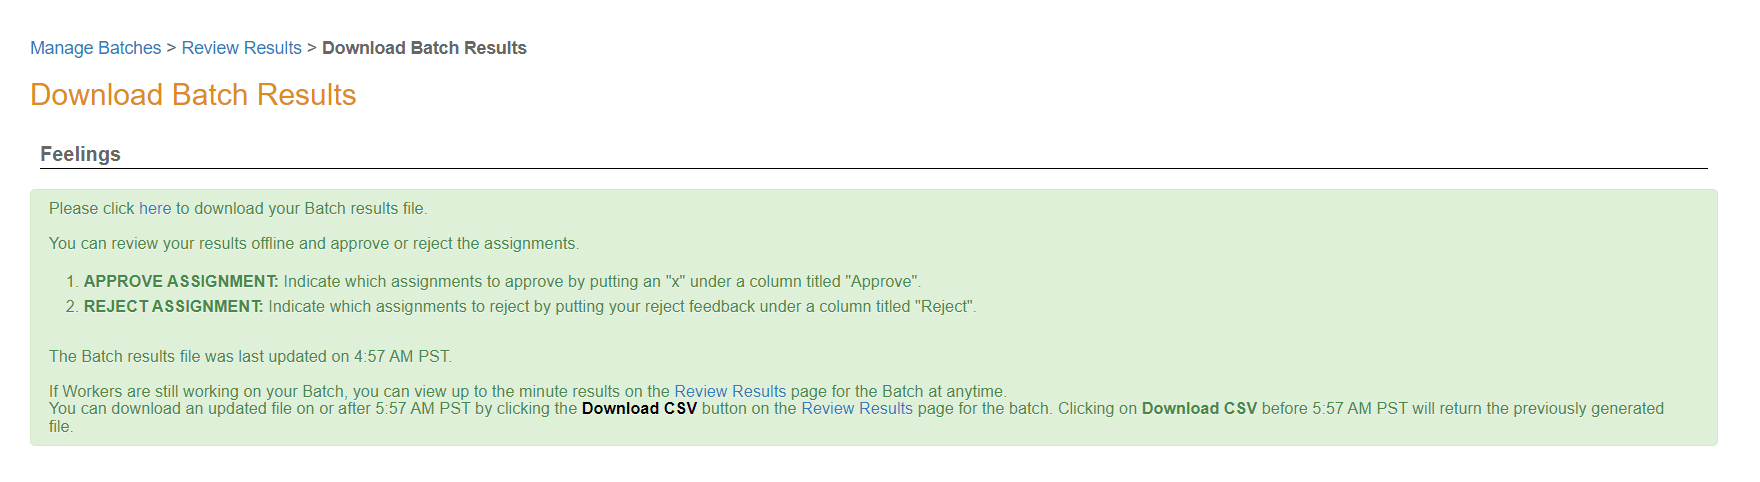 Manage Batches > Review Results > Download Batch Results
Download Batch Results
Feelings
Please click here to download your Batch results file.
You can review your results offline and approve or reject the assignments.
1. APPROVE ASSIGNMENT: Indicate which assignments to approve by putting an "x" under a column titled "Approve".
2. REJECT ASSIGNMENT: Indicate which assignments to reject by putting your reject feedback under a column titled "Reject".
The Batch results file was last updated on 4:57 AM PST.
If Workers are still working on your Batch, you can view up to the minute results on the Review Results page for the Batch at anytime.
You can download an updated file on or after 5:57 AM PST by clicking the Download CSV button on the Review Results page for the batch. Clicking on Download CSV before 5:57 AM PST will return the previously generated
file.